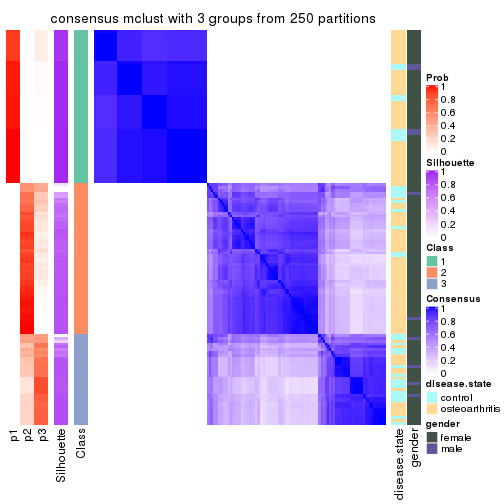 consensus mclust with 3 groups from 250 partitions
Prob
1
0.8
0.6
0.4
0.2
0
Silhouette
1
0.8
0.6
0.4
0.2
0
Class
1
2
3
Consensus
1
0.8
0.6
0.4
0.2
0
disease.state
control
osteoarthritis
gender
female
male
p1
p2
p3
Silhouette
Class
disease.state
gender